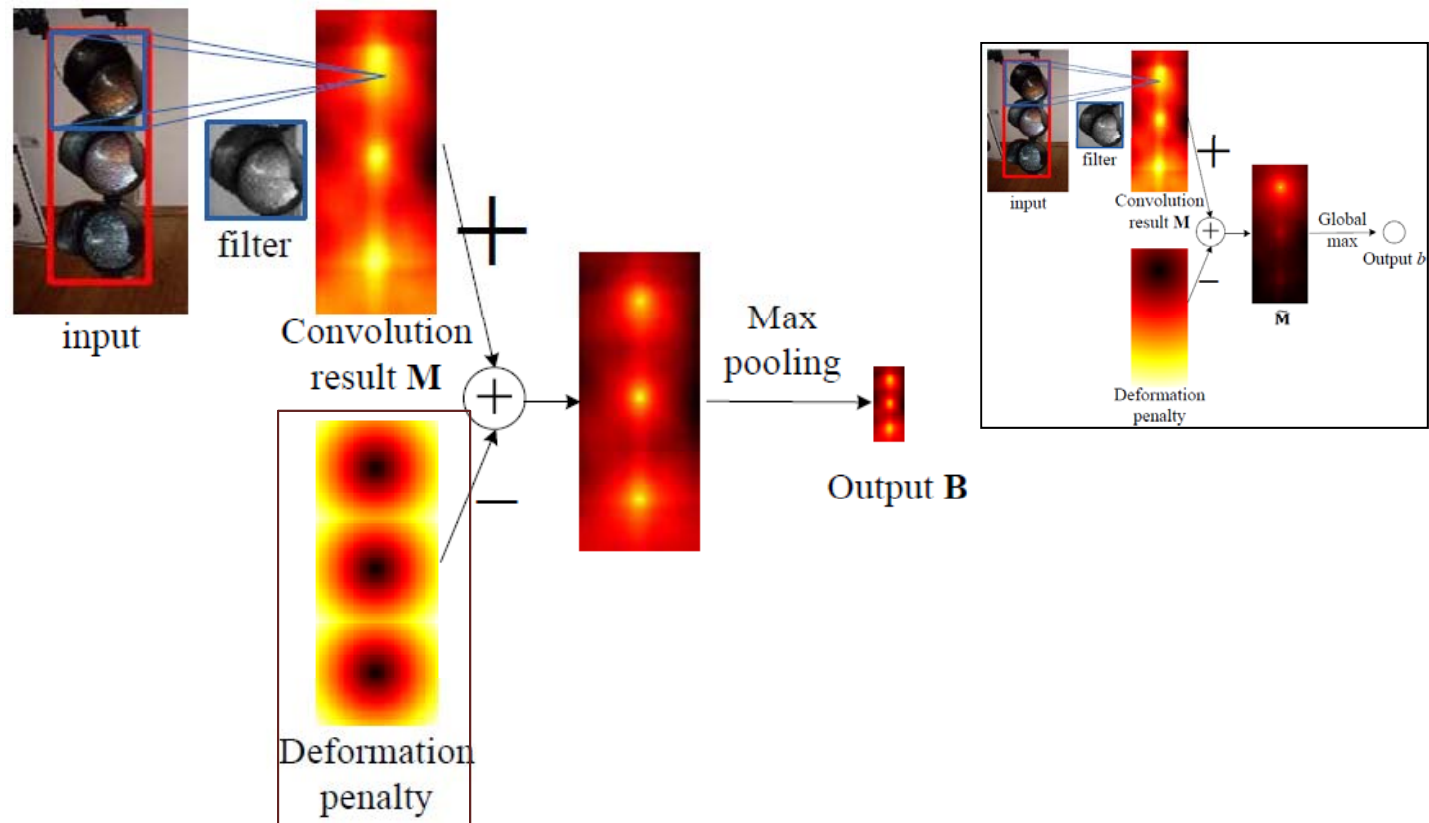 input
filter
Convolution
result M
+
+
−
Deformation
penalty
Max
pooling
Output B
input
filter
Convolution
result M
+
+
−
Deformation
penalty
M̃
Global
max
Output b